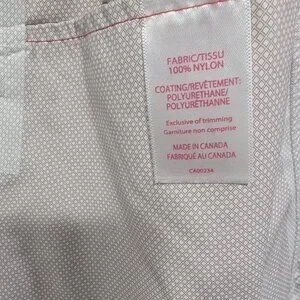 FABRIC/TISSU
100% NYLON
COATING/REVÊTEMENT:
POLYURETHANE/
POLYURÉTHANNE
Exclusive of trimming
Garniture non comprise
MADE IN CANADA
FABRIQUÉ AU CANADA
CA00234